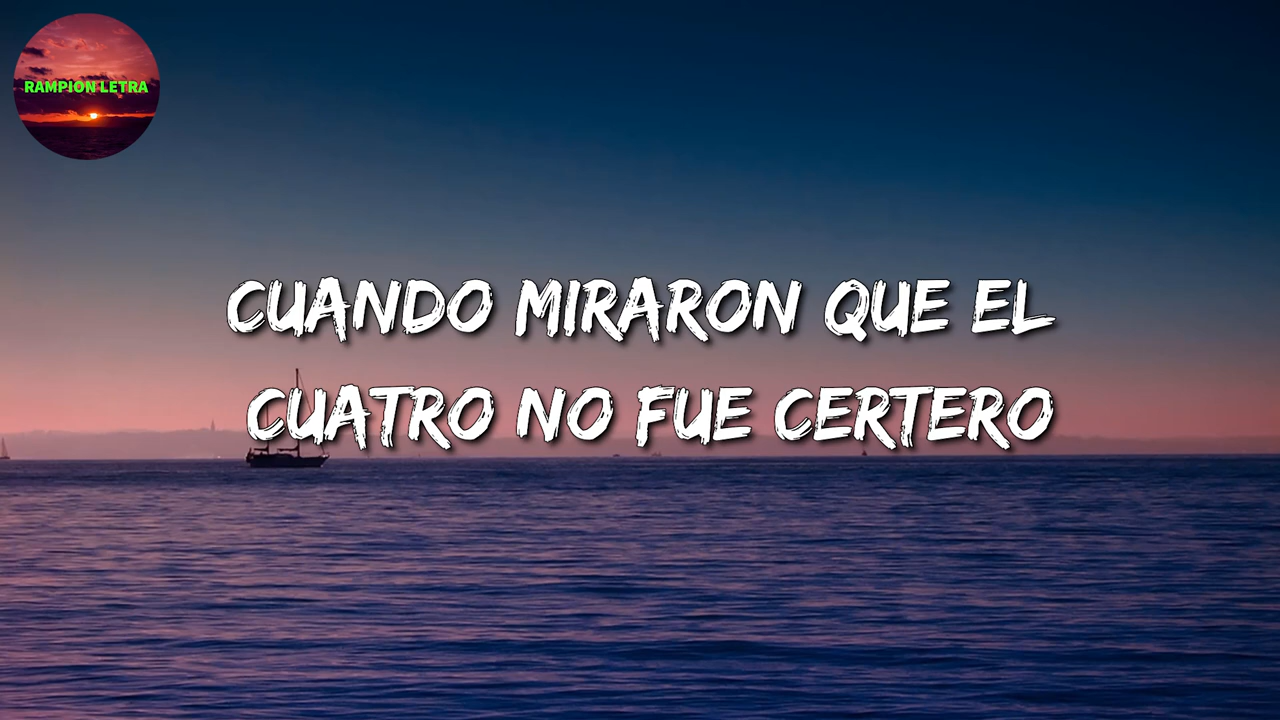 RAMPION LETRA
CUANDO MIRARON QUE EL
CUATRO NO FUE CERTERO